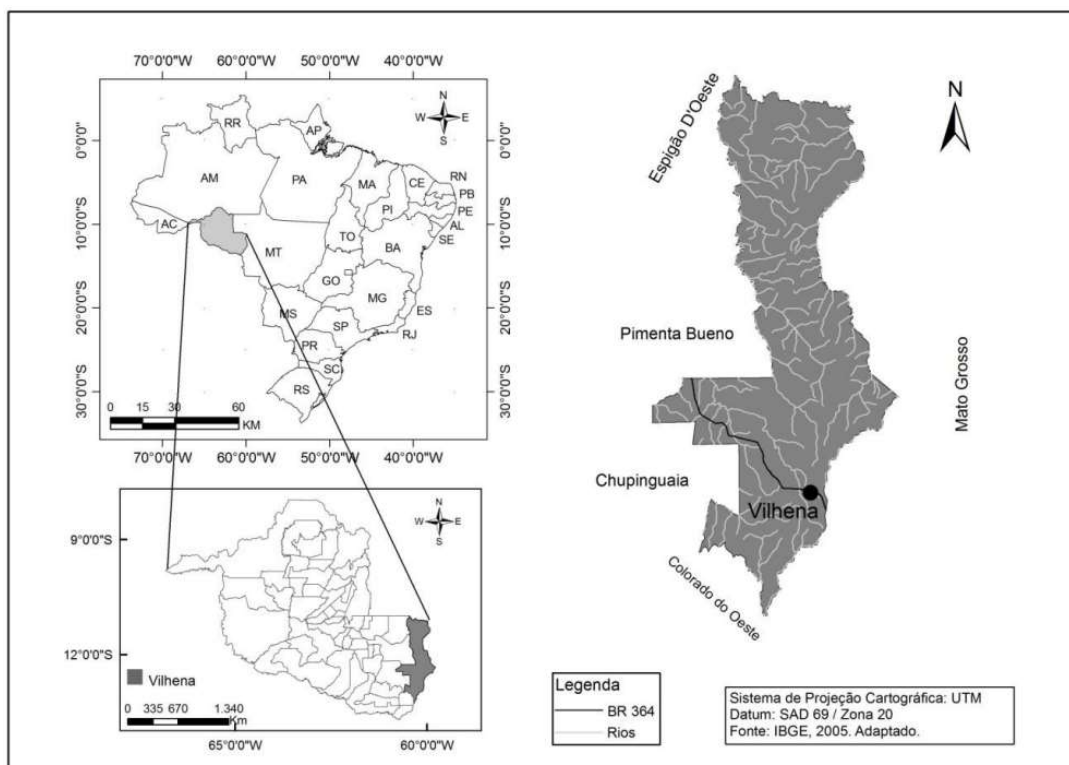 70°0'0"W 60°0'0"W 50°0'0"W 40°0'0"W
N
W E
S
0°0'0"
10°0'0"S
20°0'0"S
30°0'0"S
RR
AP
AM
PA
MA
CE
RN
PB
PE
AL
SE
PI
AC
TO
BA
MT
GO
MG
ES
MS
SP
RJ
PR
SC
RS
0°0'0"
10°0'0"S
20°0'0"S
30°0'0"S
0 15 30 60
KM
70°0'0"W 60°0'0"W 50°0'0"W 40°0'0"W
N
W E
S
9°0'0"S
12°0'0"S
Vilhena
0 335 670 1.340
Km
65°0'0"W 60°0'0"W
N
Espigão D'Oeste
Pimenta Bueno
Mato Grosso
Chupinguaia
Vilhena
Colorado do Oeste
Legenda
BR 364
Rios
Sistema de Projeção Cartográfica: UTM
Datum: SAD 69 / Zona 20
Fonte: IBGE, 2005. Adaptado.